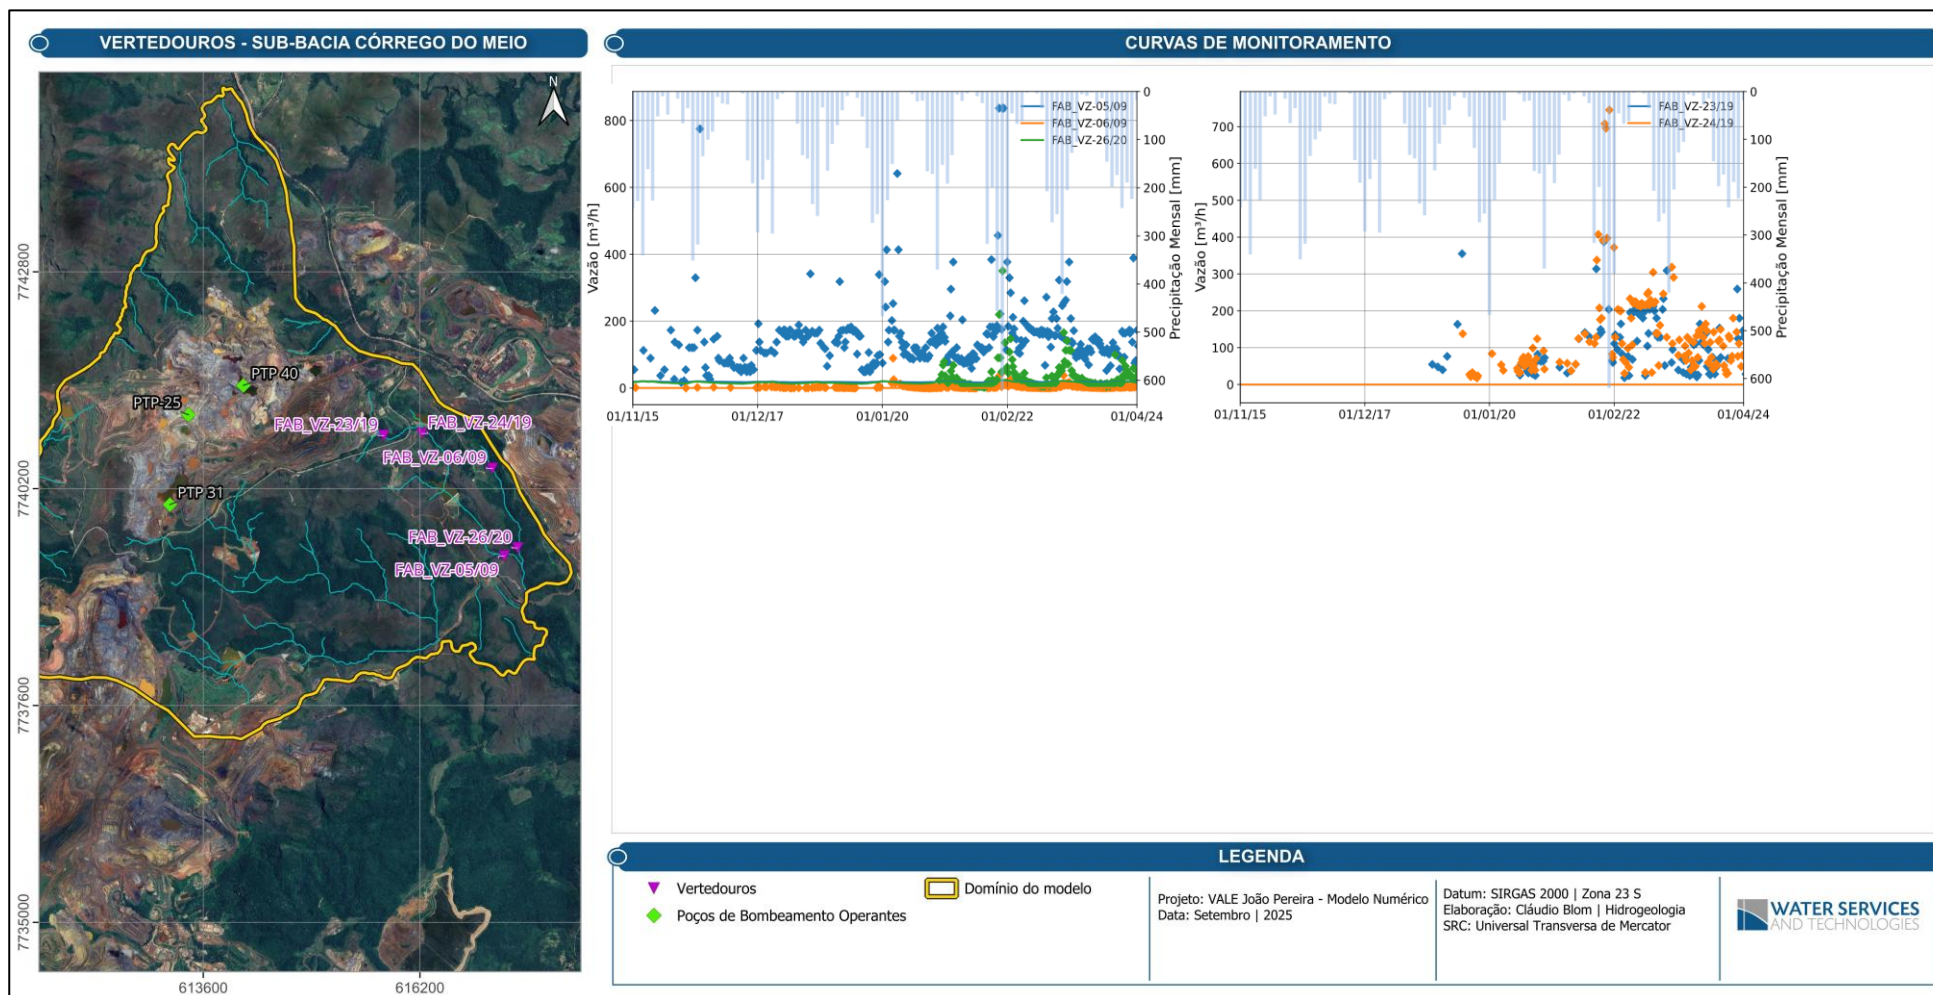 VERTEDOUROS - SUB-BACIA CÓRREGO DO MEIO
N
7742800
7740200
7737600
7735000
613600
616200
PTP 40
PTP-25
PTP 31
FAB_VZ-23/19
FAB_VZ-24/19
FAB_VZ-06/09
FAB_VZ-26/20
FAB_VZ-05/09
CURVAS DE MONITORAMENTO
Vazão [m³/h]
800
600
400
200
0
FAB_VZ-05/09
FAB_VZ-06/09
FAB_VZ-26/20
0
100
200
300
400
500
600
Precipitação Mensal [mm]
01/11/15
01/12/17
01/01/20
01/02/22
01/04/24
Vazão [m³/h]
700
600
500
400
300
200
100
0
FAB_VZ-23/19
FAB_VZ-24/19
0
100
200
300
400
500
600
Precipitação Mensal [mm]
01/11/15
01/12/17
01/01/20
01/02/22
01/04/24
LEGENDA
Vertedouros
Poços de Bombeamento Operantes
Domínio do modelo
Projeto: VALE João Pereira - Modelo Numérico
Data: Setembro | 2025
Datum: SIRGAS 2000 | Zona 23 S
Elaboração: Cláudio Blom | Hidrogeologia
SRC: Universal Transversa de Mercator
WATER SERVICES
AND TECHNOLOGIES